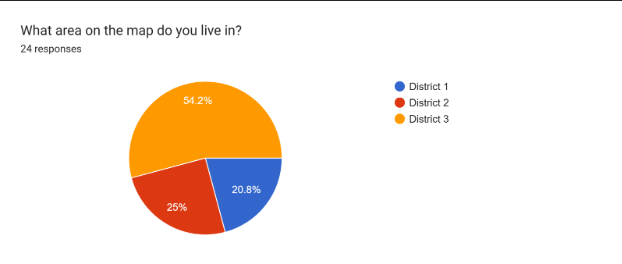 What area on the map do you live in?
24 responses
54.2%
District 1
District 2
District 3
20.8%
25%